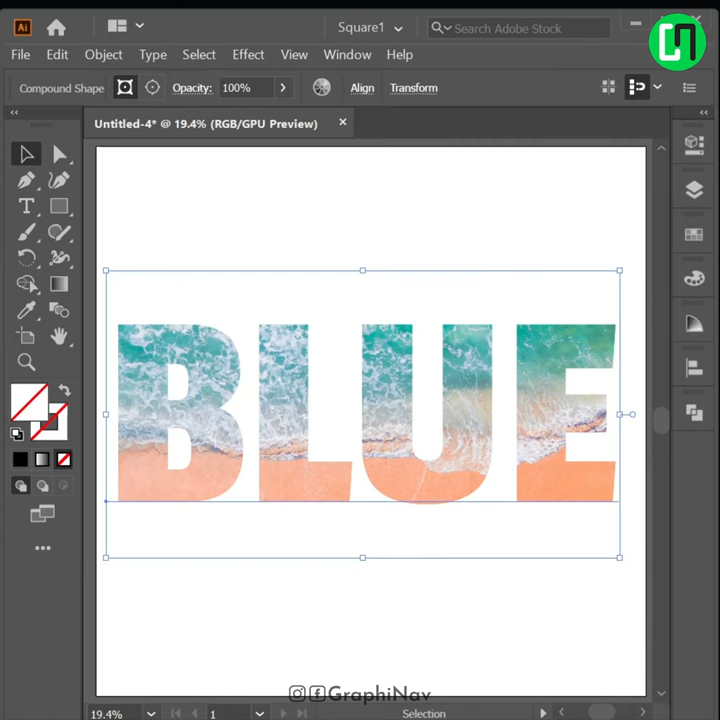 Ai
Square1
Search Adobe Stock
File Edit Object Type Select Effect View Window Help
Compound Shape Opacity: 100% Align Transform
Untitled-4* @ 19.4% (RGB/GPU Preview)
T
BLUE
GraphiNav
19.4% 1 Selection